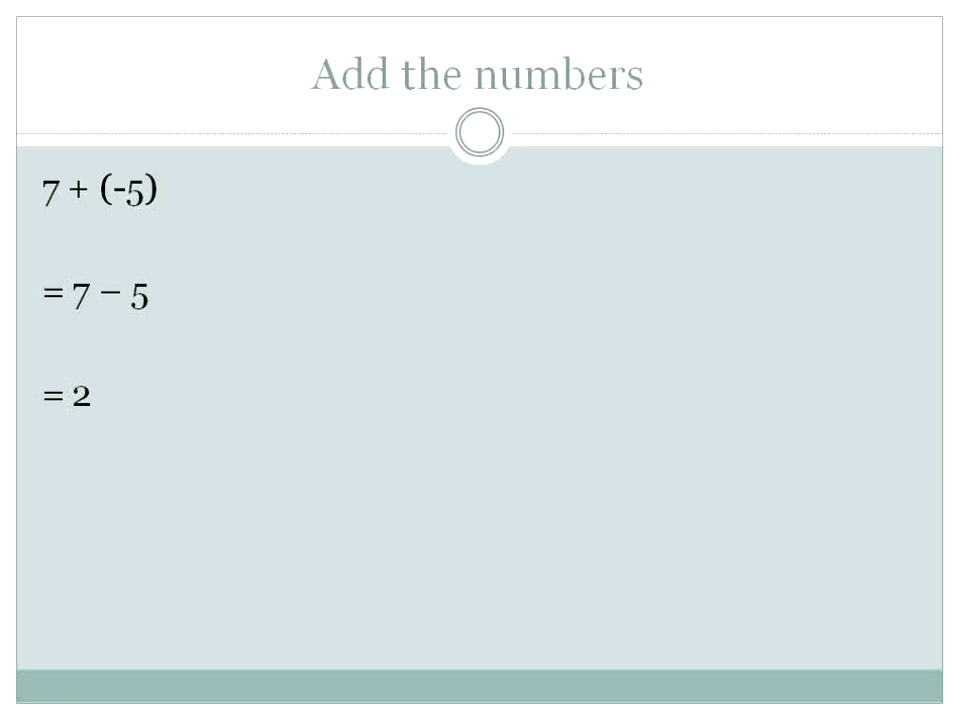 Add the numbers
7 + (-5)
= 7 – 5
= 2